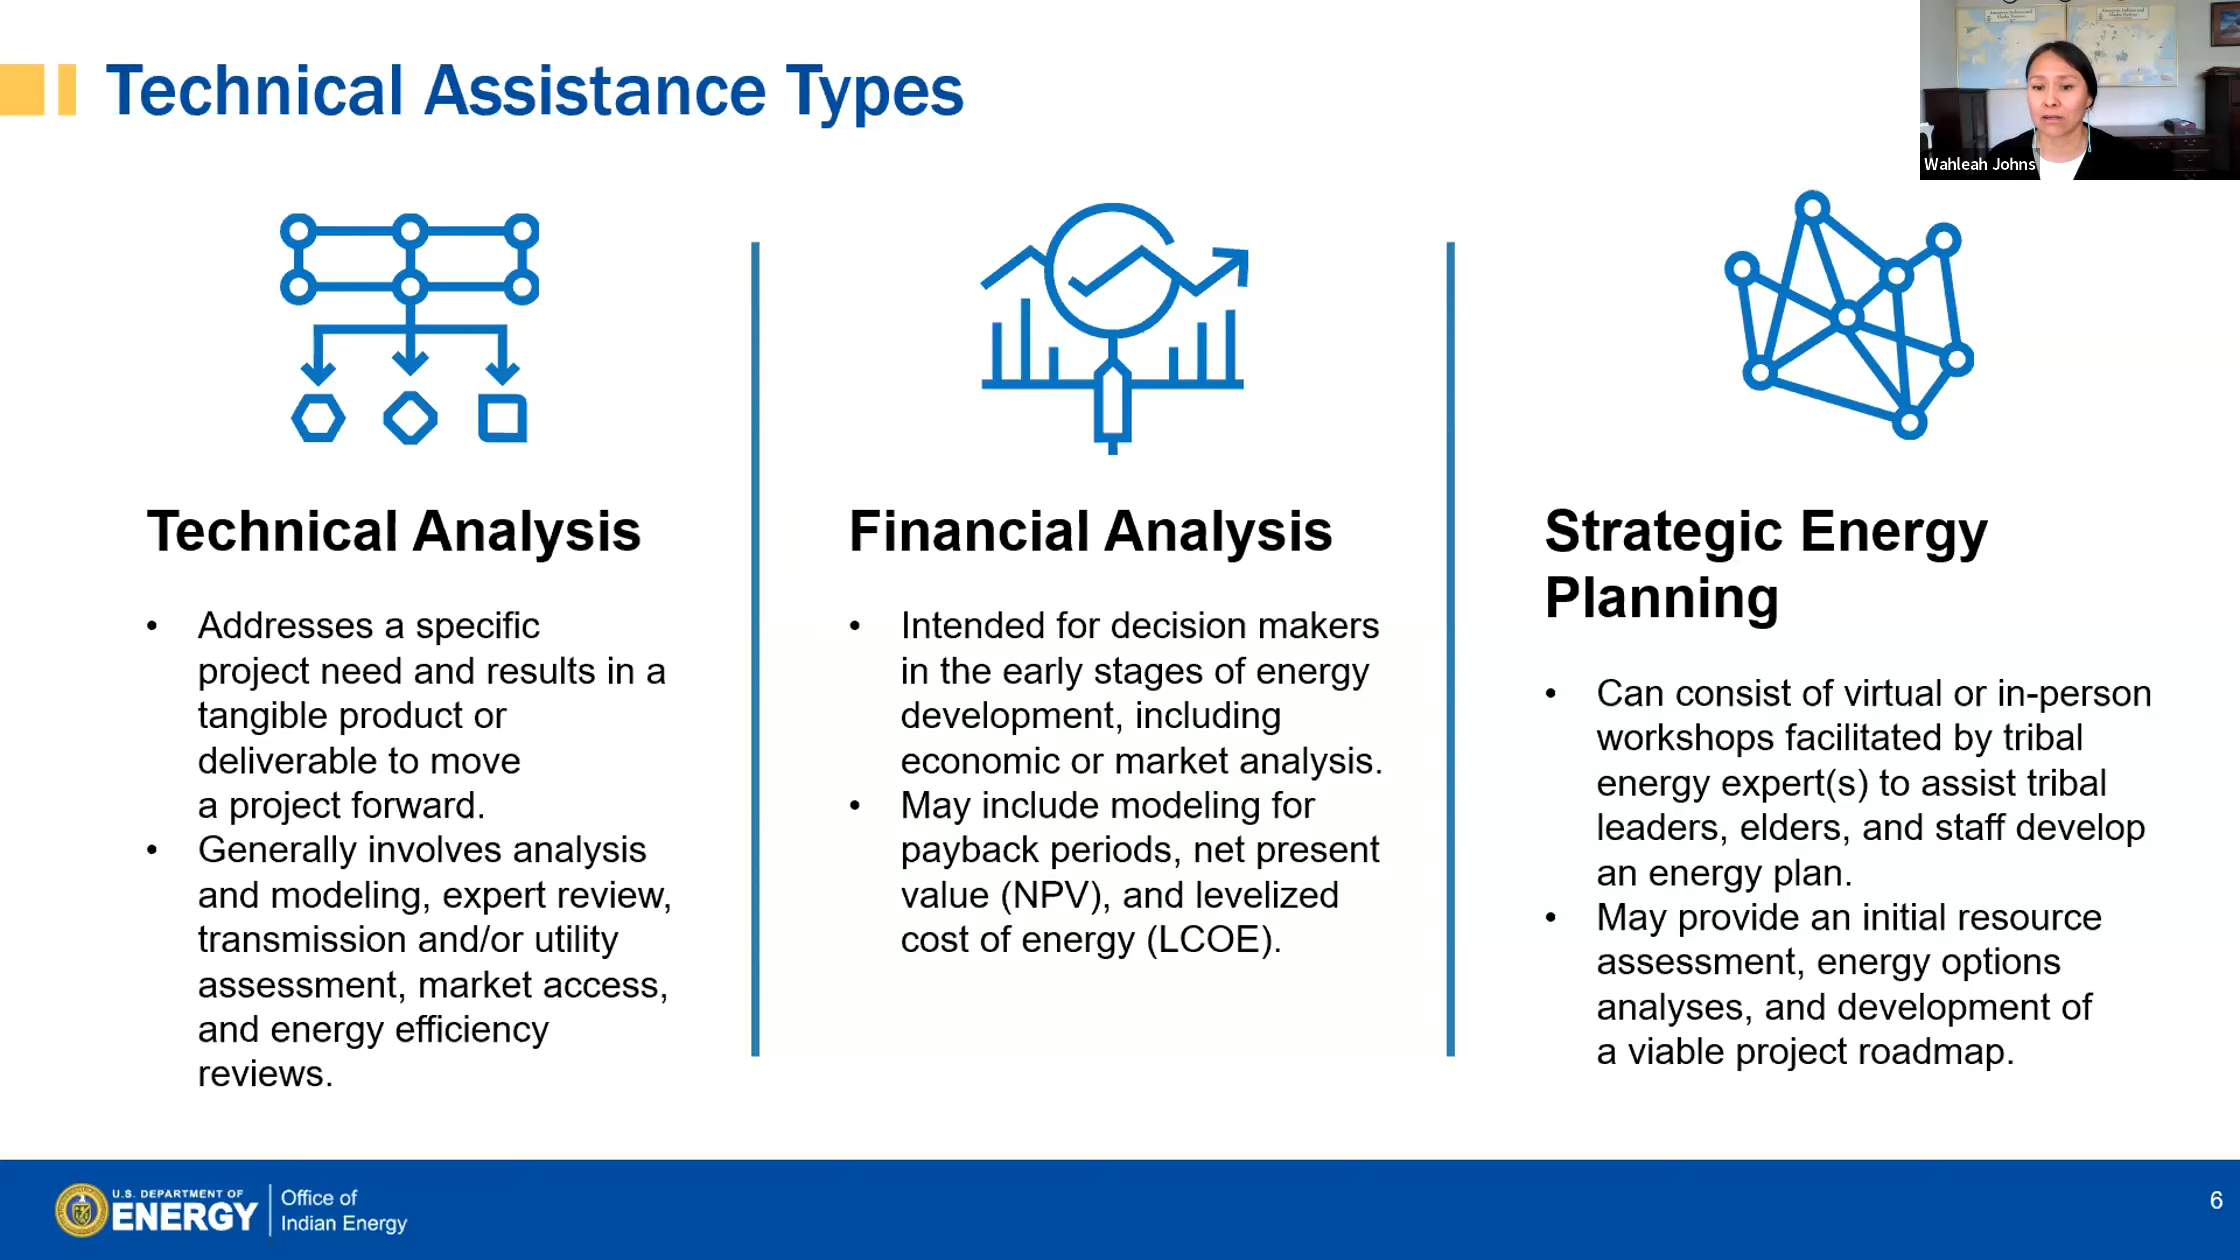 Technical Assistance Types
Wahleah Johns
Technical Analysis
• Addresses a specific
project need and results in a
tangible product or
deliverable to move
a project forward.
• Generally involves analysis
and modeling, expert review,
transmission and/or utility
assessment, market access,
and energy efficiency
reviews.
Financial Analysis
• Intended for decision makers
in the early stages of energy
development, including
economic or market analysis.
• May include modeling for
payback periods, net present
value (NPV), and levelized
cost of energy (LCOE).
Strategic Energy
Planning
• Can consist of virtual or in-person
workshops facilitated by tribal
energy expert(s) to assist tribal
leaders, elders, and staff develop
an energy plan.
• May provide an initial resource
assessment, energy options
analyses, and development of
a viable project roadmap.
U.S. DEPARTMENT OF
ENERGY
Office of
Indian Energy
6